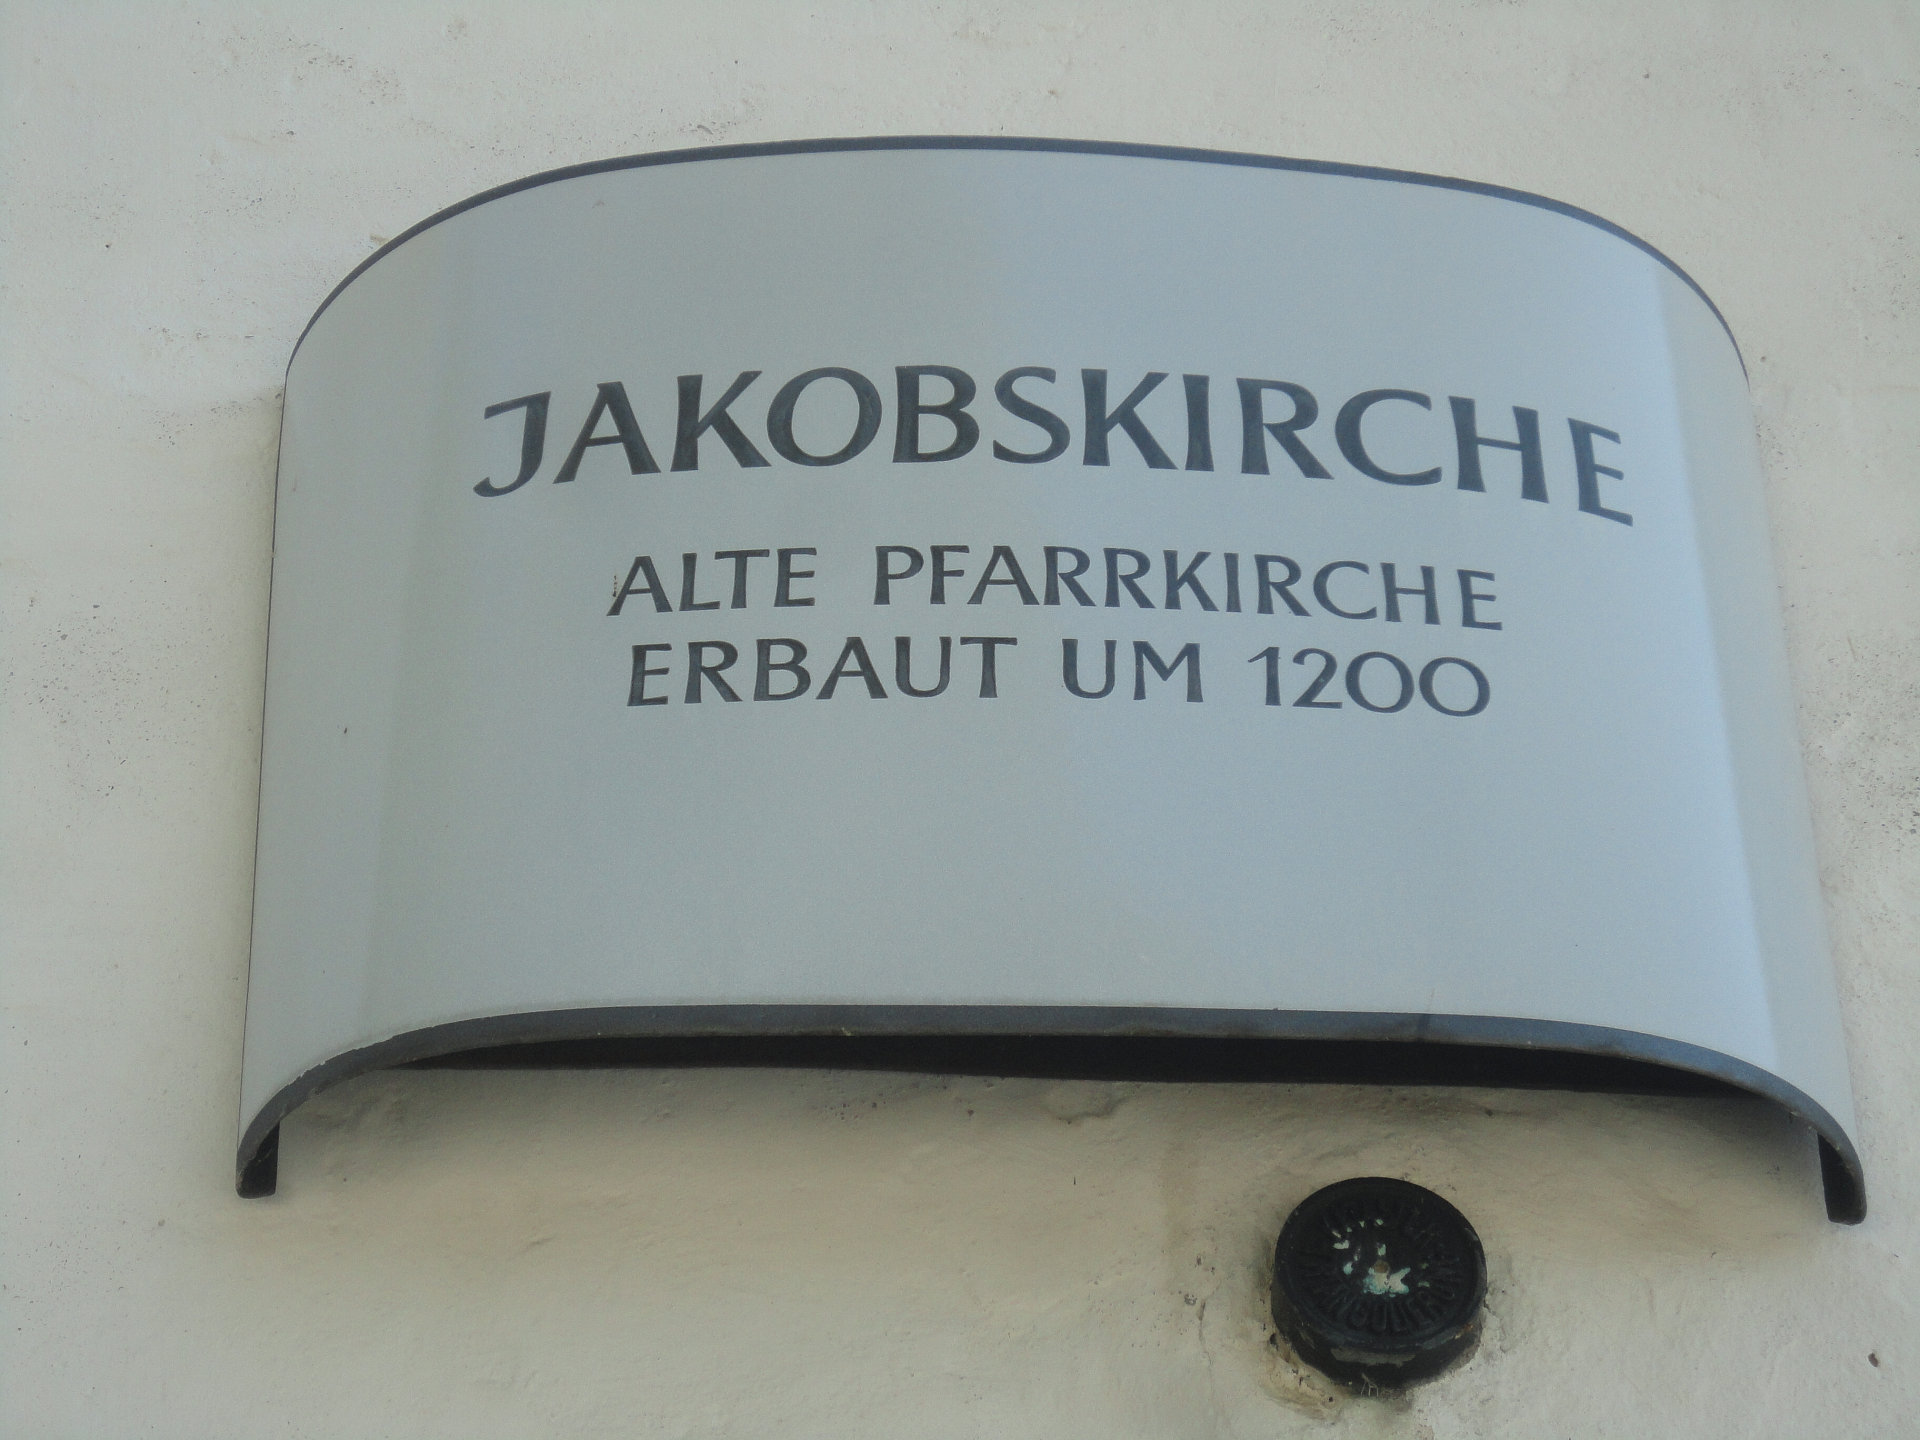 JAKOBSKIRCHE
ALTE PFARRKIRCHE
ERBAUT UM 1200